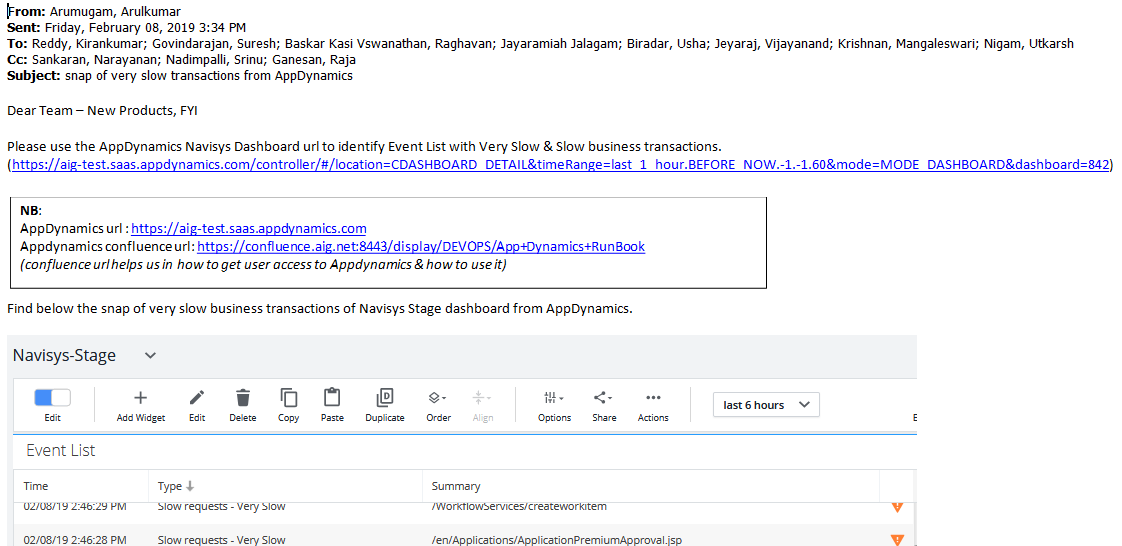 From: Arumugam, Arulkumar
Sent: Friday, February 08, 2019 3:34 PM
To: Reddy, Kirankumar; Govindarajan, Suresh; Baskar Kasi Vswanathan, Raghavan; Jayaramiah Jalagam; Biradar, Usha; Jeyaraj, Vijayanand; Krishnan, Mangaleswari; Nigam, Utkarsh
Cc: Sankaran, Narayanan; Nadimpalli, Srinu; Ganesan, Raja
Subject: snap of very slow transactions from AppDynamics
Dear Team – New Products, FYI
Please use the AppDynamics Navisys Dashboard url to identify Event List with Very Slow & Slow business transactions.
(https://aig-test.saas.appdynamics.com/controller/#/location=CDASHBOARD_DETAIL&timeRange=last_1_hour.BEFORE_NOW.-1.-1.60&mode=MODE_DASHBOARD&dashboard=842)
NB:
AppDynamics url : https://aig-test.saas.appdynamics.com
Appdynamics confluence url: https://confluence.aig.net:8443/display/DEVOPS/App+Dynamics+RunBook
(confluence url helps us in how to get user access to Appdynamics & how to use it)
Find below the snap of very slow business transactions of Navisys Stage dashboard from AppDynamics.
Navisys-Stage
Edit Add Widget Edit Delete Copy Paste Duplicate Order Align Options Share Actions last 6 hours E
Event List
Time Type Summary
02/08/19 2:46:29 PM Slow requests - Very Slow /WorkflowServices/createworkitem
02/08/19 2:46:28 PM Slow requests - Very Slow /en/Applications/ApplicationPremiumApproval.jsp